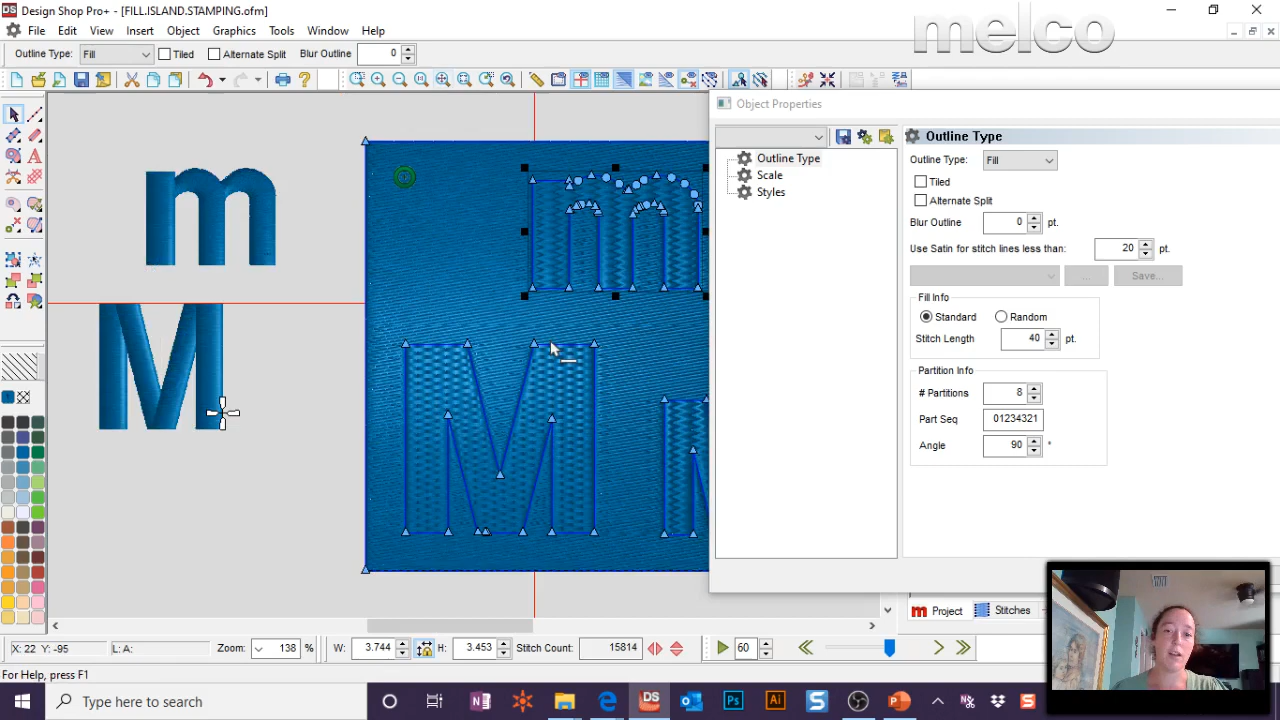 Design Shop Pro+ - [FILL.ISLAND.STAMPING.ofm]
melco
File Edit View Insert Object Graphics Tools Window Help
Outline Type: Fill Tiled Alternate Split Blur Outline 0
Object Properties
Outline Type
Scale
Styles
Outline Type
Outline Type: Fill
Tiled
Alternate Split
Blur Outline 0 pt.
Use Satin for stitch lines less than: 20 pt.
... Save...
Fill Info
Standard Random
Stitch Length 40 pt.
Partition Info
# Partitions 8
Part Seq 01234321
Angle 90 °
m
M
m
M
Project Stitches
X: 22 Y: -95 L: A: Zoom: 138 % W: 3.744 H: 3.453 Stitch Count: 15814 60
For Help, press F1
Type here to search